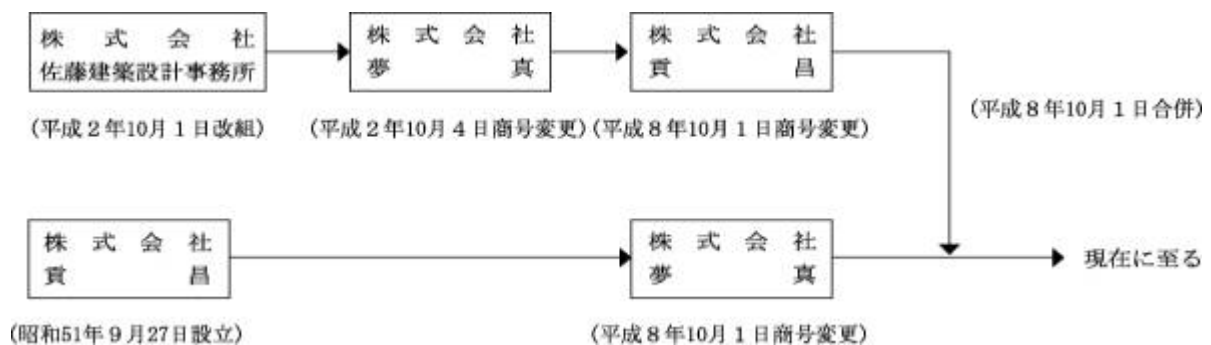 株式会社
佐藤建築設計事務所
株式会社
夢真
株式会社
貢昌
(平成2年10月1日改組)
(平成2年10月4日商号変更)
(平成8年10月1日商号変更)
(平成8年10月1日合併)
株式会社
貢昌
株式会社
夢真
現在に至る
(昭和51年9月27日設立)
(平成8年10月1日商号変更)